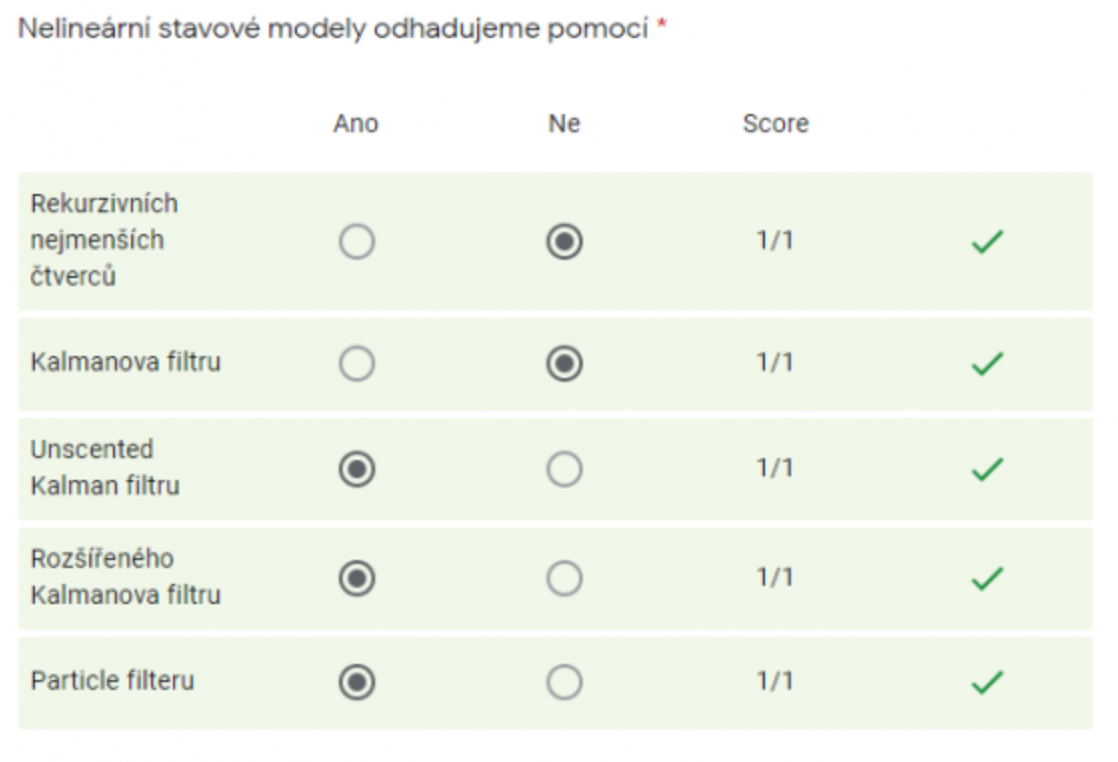 Nelineární stavové modely odhadujeme pomocí *
Ano Ne Score
Rekurzivních
nejmenších
čtverců
1/1
Kalmanova filtru 1/1
Unscented
Kalman filtru
1/1
Rozšířeného
Kalmanova filtru
1/1
Particle filteru 1/1